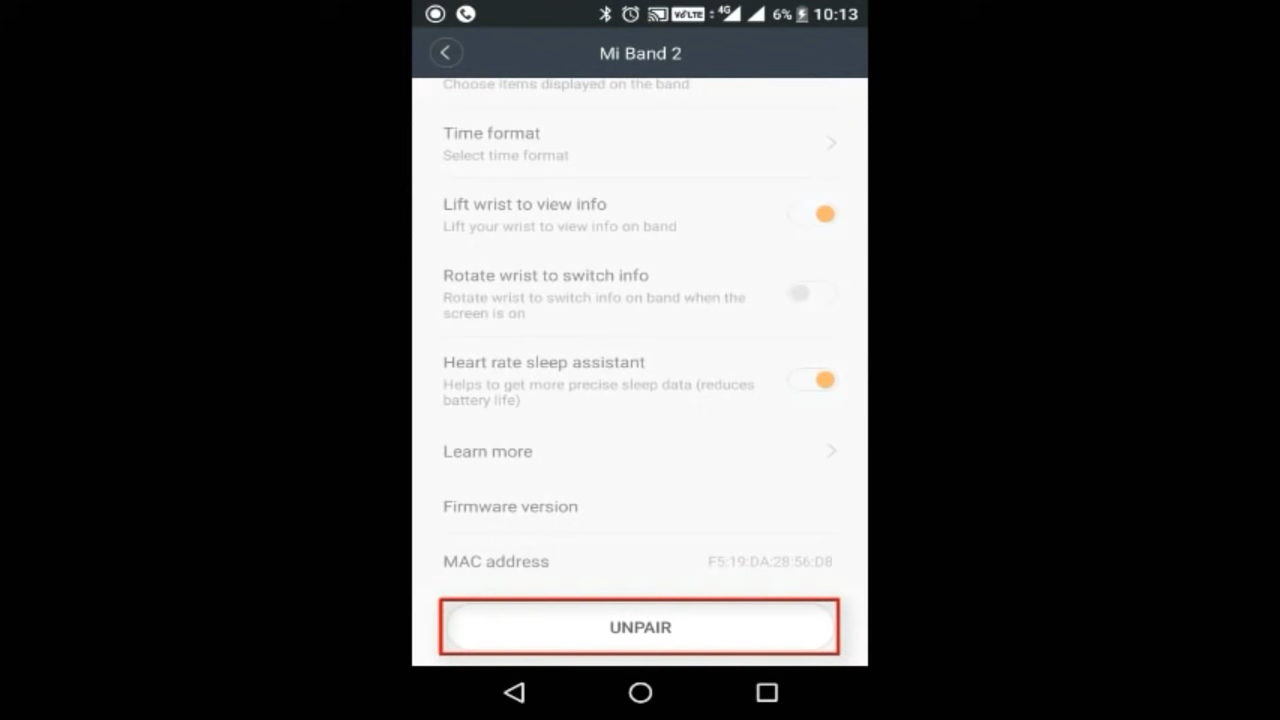 VoLTE 4G 6% 10:13
Mi Band 2
Choose items displayed on the band
Time format
Select time format
Lift wrist to view info
Lift your wrist to view info on band
Rotate wrist to switch info
Rotate wrist to switch info on band when the
screen is on
Heart rate sleep assistant
Helps to get more precise sleep data (reduces
battery life)
Learn more
Firmware version
MAC address F5:19:DA:28:56:D8
UNPAIR